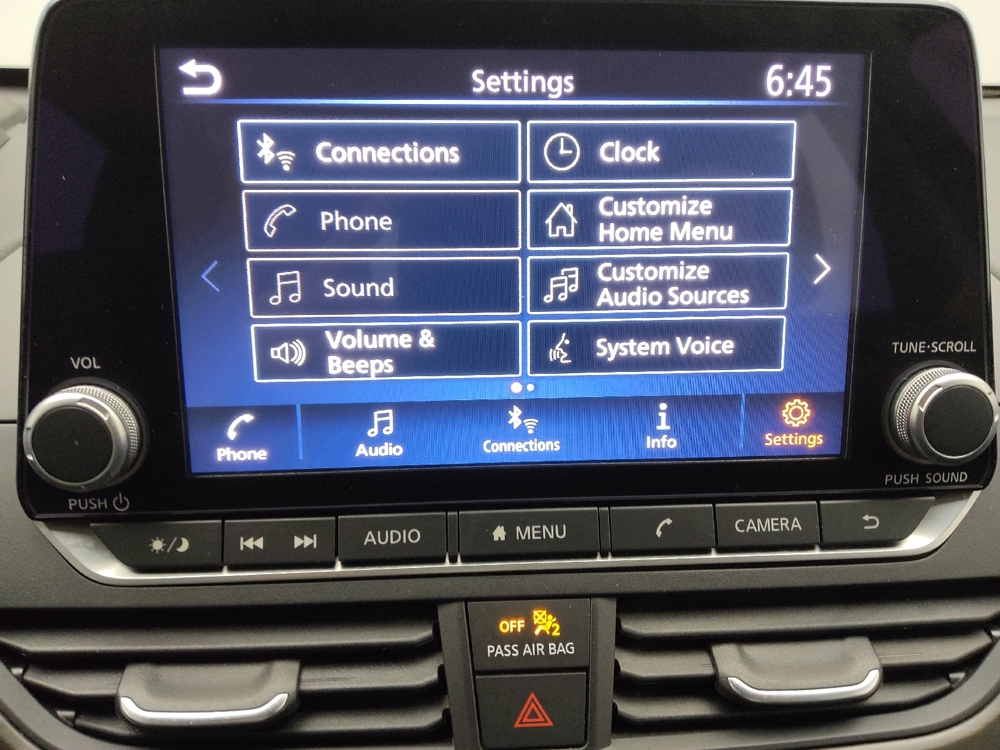 Settings
6:45
Connections
Clock
Phone
Customize
Home Menu
Sound
Customize
Audio Sources
Volume &
Beeps
System Voice
VOL
TUNE·SCROLL
Phone
Audio
Connections
Info
Settings
PUSH
PUSH SOUND
AUDIO
MENU
CAMERA
OFF 2
PASS AIR BAG